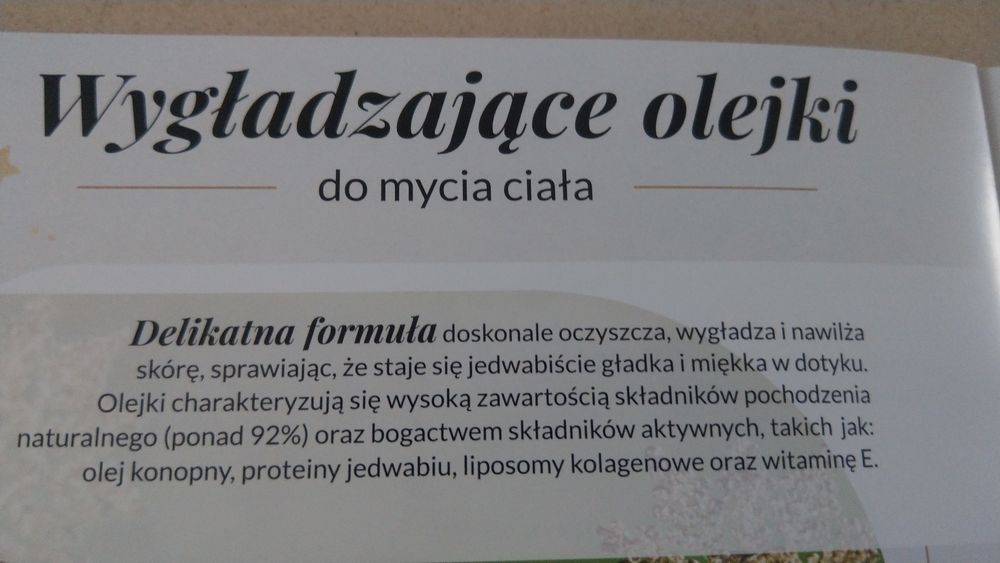 Wygładzające olejki
do mycia ciała
Delikatna formuła doskonale oczyszcza, wygładza i nawilża
skórę, sprawiając, że staje się jedwabiście gładka i miękka w dotyku.
Olejki charakteryzują się wysoką zawartością składników pochodzenia
naturalnego (ponad 92%) oraz bogactwem składników aktywnych, takich jak:
olej konopny, proteiny jedwabiu, liposomy kolagenowe oraz witaminę E.